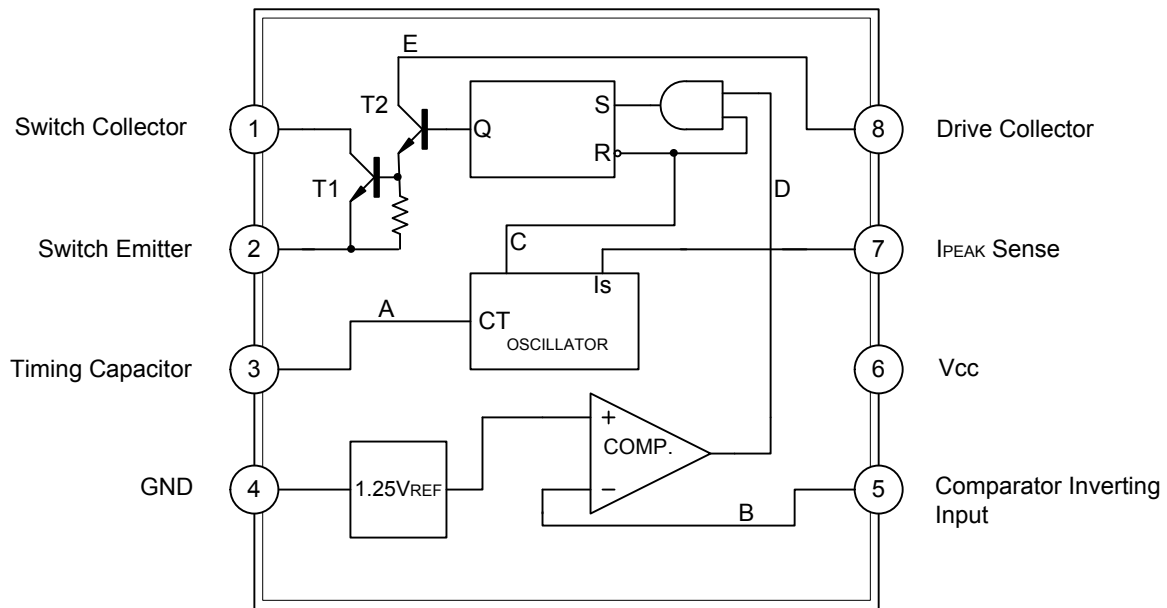 E
T2
S
Switch Collector
1
Q
8
Drive Collector
R
T1
D
Switch Emitter
2
C
7
IPEAK Sense
Is
A
CT
OSCILLATOR
Timing Capacitor
3
6
Vcc
+
COMP.
GND
4
1.25VREF
−
5
Comparator Inverting
Input
B